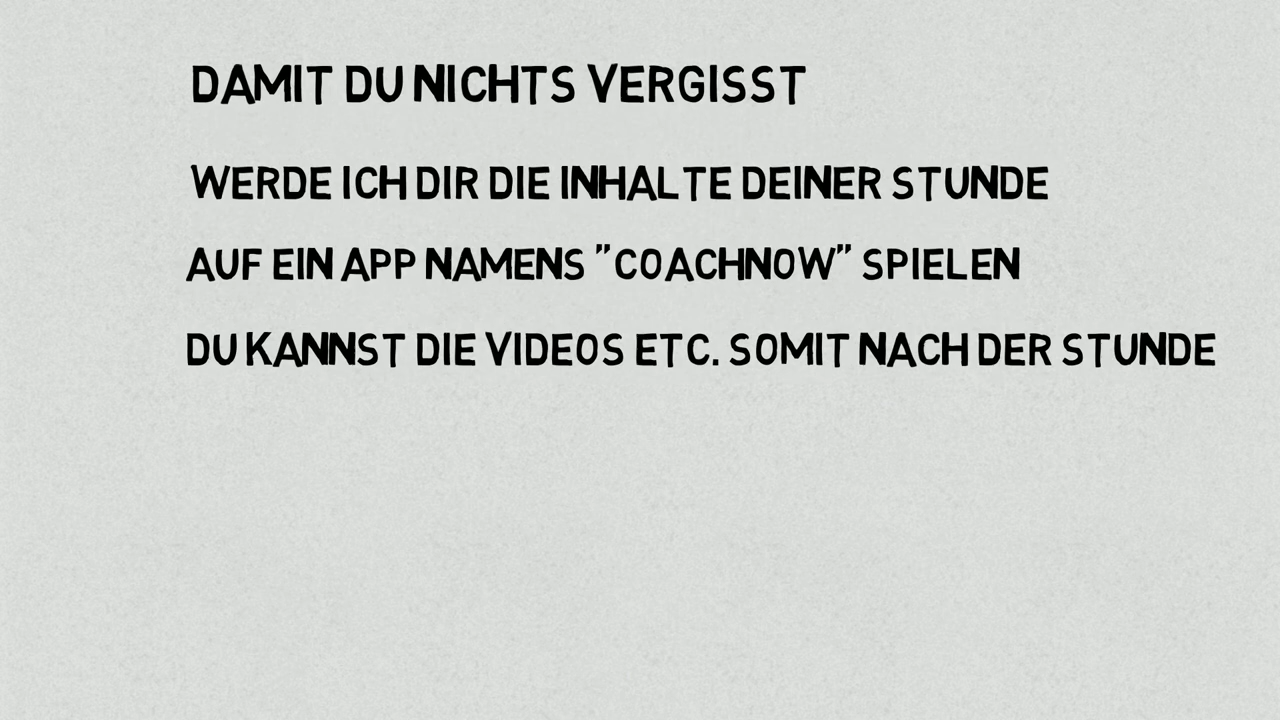 DAMIT DU NICHTS VERGISST
WERDE ICH DIR DIE INHALTE DEINER STUNDE
AUF EIN APP NAMENS "COACHNOW" SPIELEN
DU KANNST DIE VIDEOS ETC. SOMIT NACH DER STUNDE